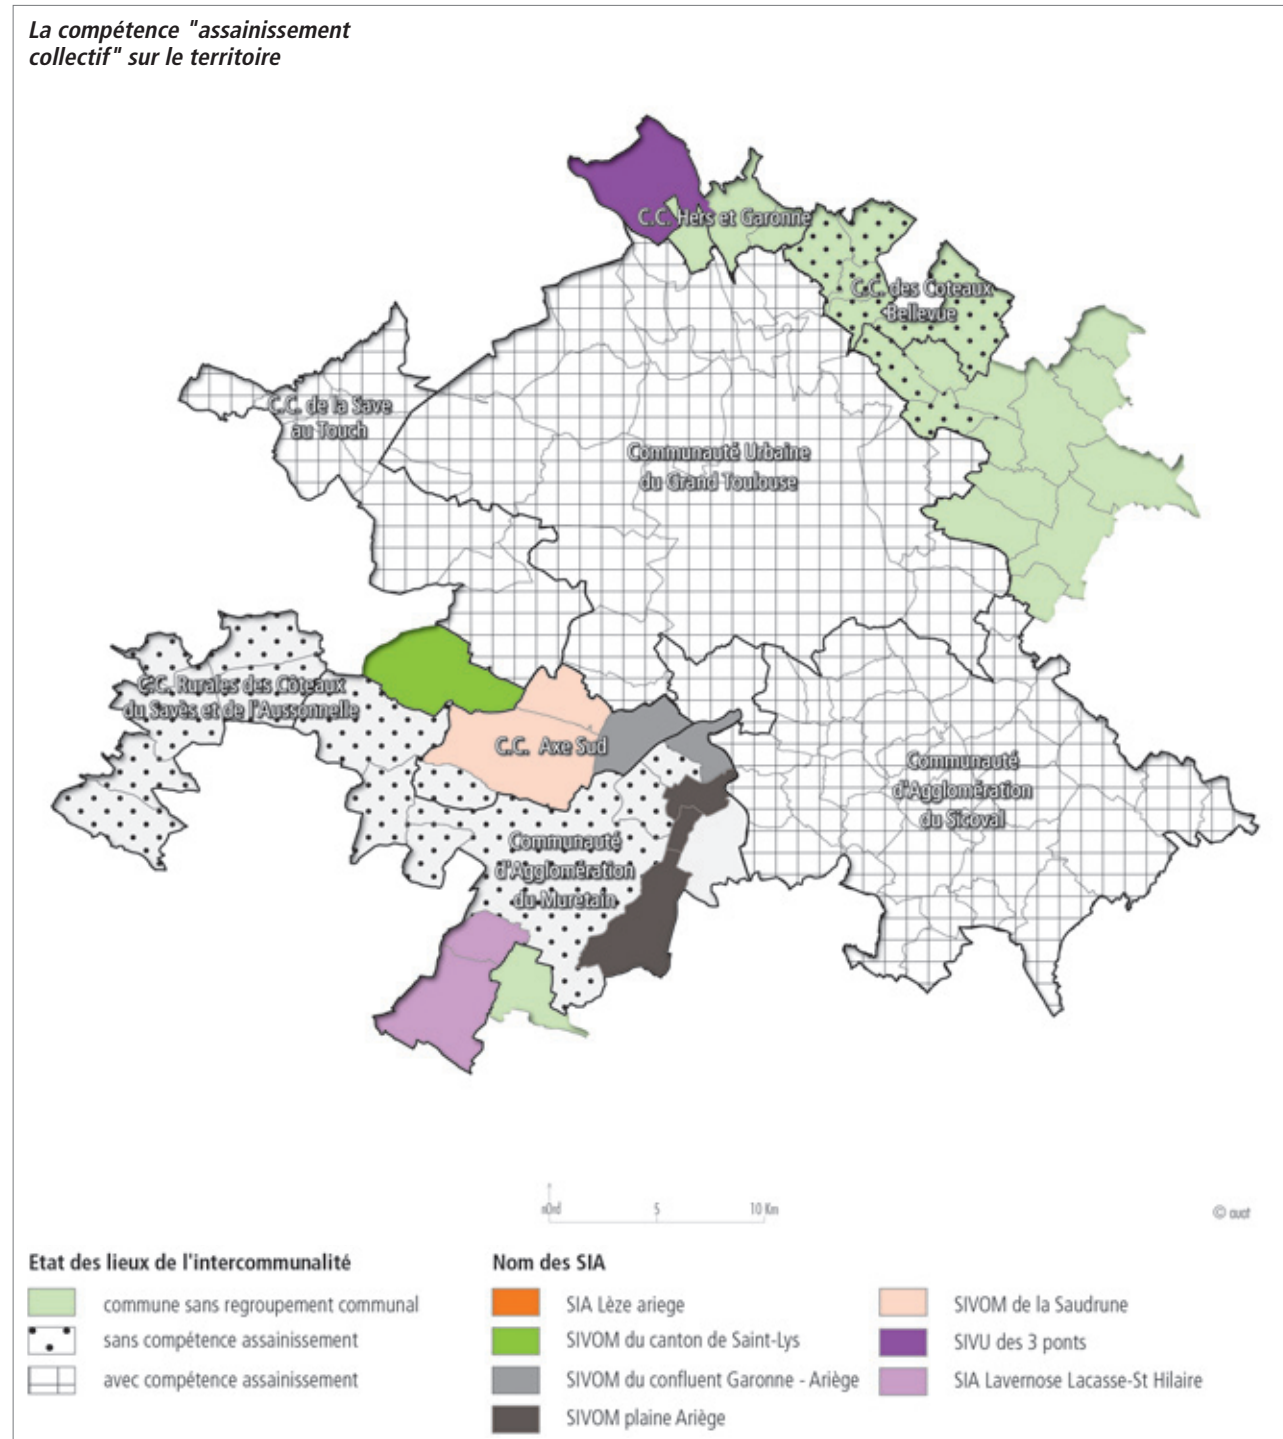 La compétence "assainissement
collectif" sur le territoire
C.C. Hers et Garonne
C.C. des Coteaux
Bellevue
C.C. de la Save
au Touch
Communauté Urbaine
du Grand Toulouse
C.C. Rurales des Côteaux
du Savès et de l'Aussonnelle
C.C. Axe Sud
Communauté
d'Agglomération
du Sicoval
Communauté
d'Agglomération
du Muretain
n0rd 5 10 Km
© auat
Etat des lieux de l'intercommunalité
commune sans regroupement communal
sans compétence assainissement
avec compétence assainissement
Nom des SIA
SIA Lèze ariege
SIVOM du canton de Saint-Lys
SIVOM du confluent Garonne - Ariège
SIVOM plaine Ariège
SIVOM de la Saudrune
SIVU des 3 ponts
SIA Lavernose Lacasse-St Hilaire